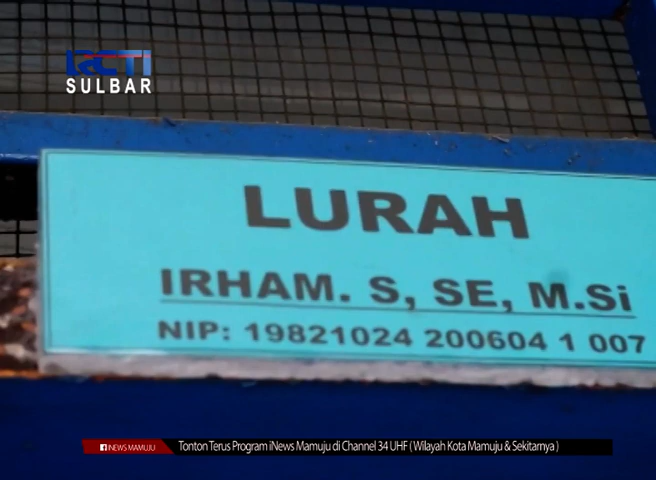 RCTI
SULBAR
LURAH
IRHAM. S, SE, M.Si
NIP: 19821024 200604 1 007
INEWS MAMUJU
Tonton Terus Program iNews Mamuju di Channel 34 UHF ( Wilayah Kota Mamuju & Sekitarnya )